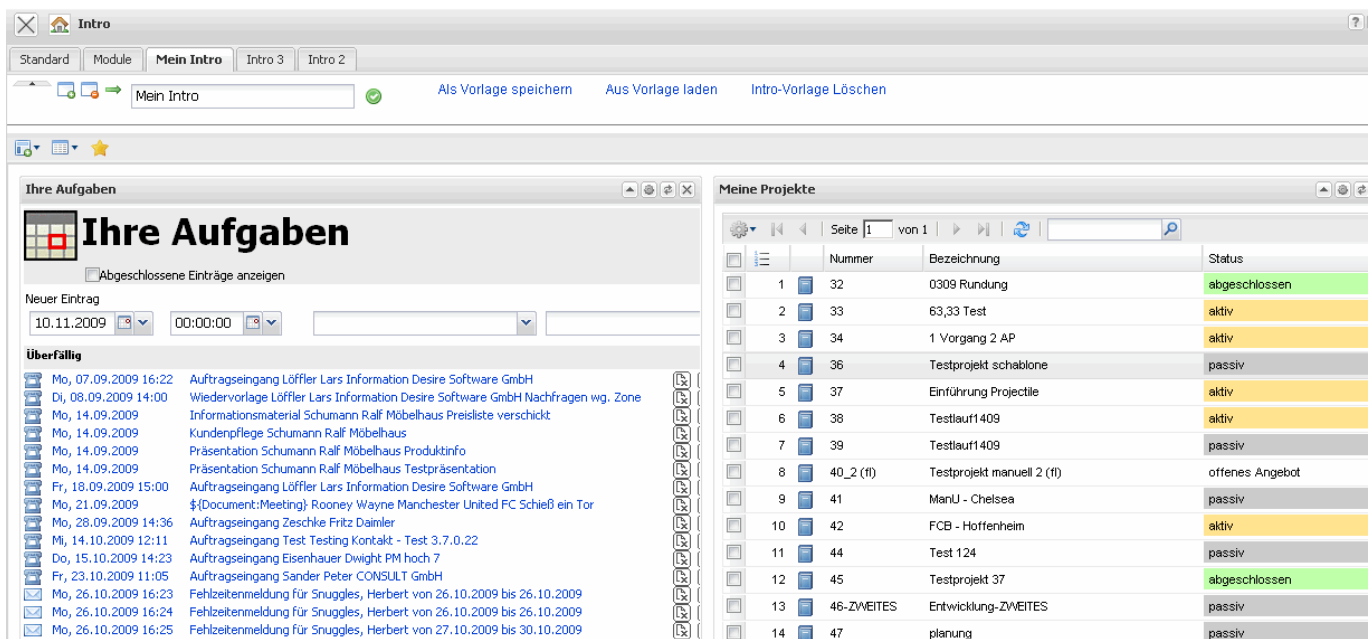 Intro
?
Standard Module Mein Intro Intro 3 Intro 2
Mein Intro Als Vorlage speichern Aus Vorlage laden Intro-Vorlage Löschen
Ihre Aufgaben
Ihre Aufgaben
Abgeschlossene Einträge anzeigen
Neuer Eintrag
10.11.2009 00:00:00
Überfällig
Mo, 07.09.2009 16:22 Auftragseingang Löffler Lars Information Desire Software GmbH
Di, 08.09.2009 14:00 Wiedervorlage Löffler Lars Information Desire Software GmbH Nachfragen wg. Zone
Mo, 14.09.2009 Informationsmaterial Schumann Ralf Möbelhaus Preisliste verschickt
Mo, 14.09.2009 Kundenpflege Schumann Ralf Möbelhaus
Mo, 14.09.2009 Präsentation Schumann Ralf Möbelhaus Produktinfo
Mo, 14.09.2009 Präsentation Schumann Ralf Möbelhaus Testpräsentation
Fr, 18.09.2009 15:00 Auftragseingang Löffler Lars Information Desire Software GmbH
Mo, 21.09.2009 ${Document:Meeting} Rooney Wayne Manchester United FC Schieß ein Tor
Mo, 28.09.2009 14:36 Auftragseingang Zeschke Fritz Daimler
Mi, 14.10.2009 12:11 Auftragseingang Test Testing Kontakt - Test 3.7.0.22
Do, 15.10.2009 14:23 Auftragseingang Eisenhauer Dwight PM hoch 7
Fr, 23.10.2009 11:05 Auftragseingang Sander Peter CONSULT GmbH
Mo, 26.10.2009 16:23 Fehlzeitenmeldung für Snuggles, Herbert von 26.10.2009 bis 26.10.2009
Mo, 26.10.2009 16:24 Fehlzeitenmeldung für Snuggles, Herbert von 26.10.2009 bis 26.10.2009
Mo, 26.10.2009 16:25 Fehlzeitenmeldung für Snuggles, Herbert von 27.10.2009 bis 30.10.2009
Meine Projekte
Seite 1 von 1
Nummer Bezeichnung Status
1 32 0309 Rundung abgeschlossen
2 33 63,33 Test aktiv
3 34 1 Vorgang 2 AP aktiv
4 36 Testprojekt schablone passiv
5 37 Einführung Projectile aktiv
6 38 Testlauf1409 aktiv
7 39 Testlauf1409 passiv
8 40_2 (fl) Testprojekt manuell 2 (fl) offenes Angebot
9 41 ManU - Chelsea passiv
10 42 FCB - Hoffenheim aktiv
11 44 Test 124 passiv
12 45 Testprojekt 37 abgeschlossen
13 46-ZWEITES Entwicklung-ZWEITES passiv
14 47 planung passiv